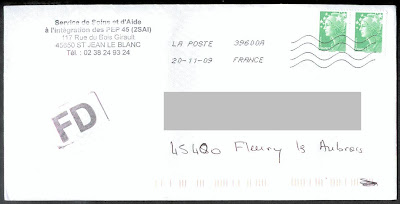 Service de Soins et d'Aide
à l'Intégration des PEP 45 (2SAI)
117 Rue du Bois Girault
45650 ST JEAN LE BLANC
Tél. : 02 38 24 93 24
LA POSTE 39600A
20-11-09 FRANCE
FD
45400 Fleury les Aubrais